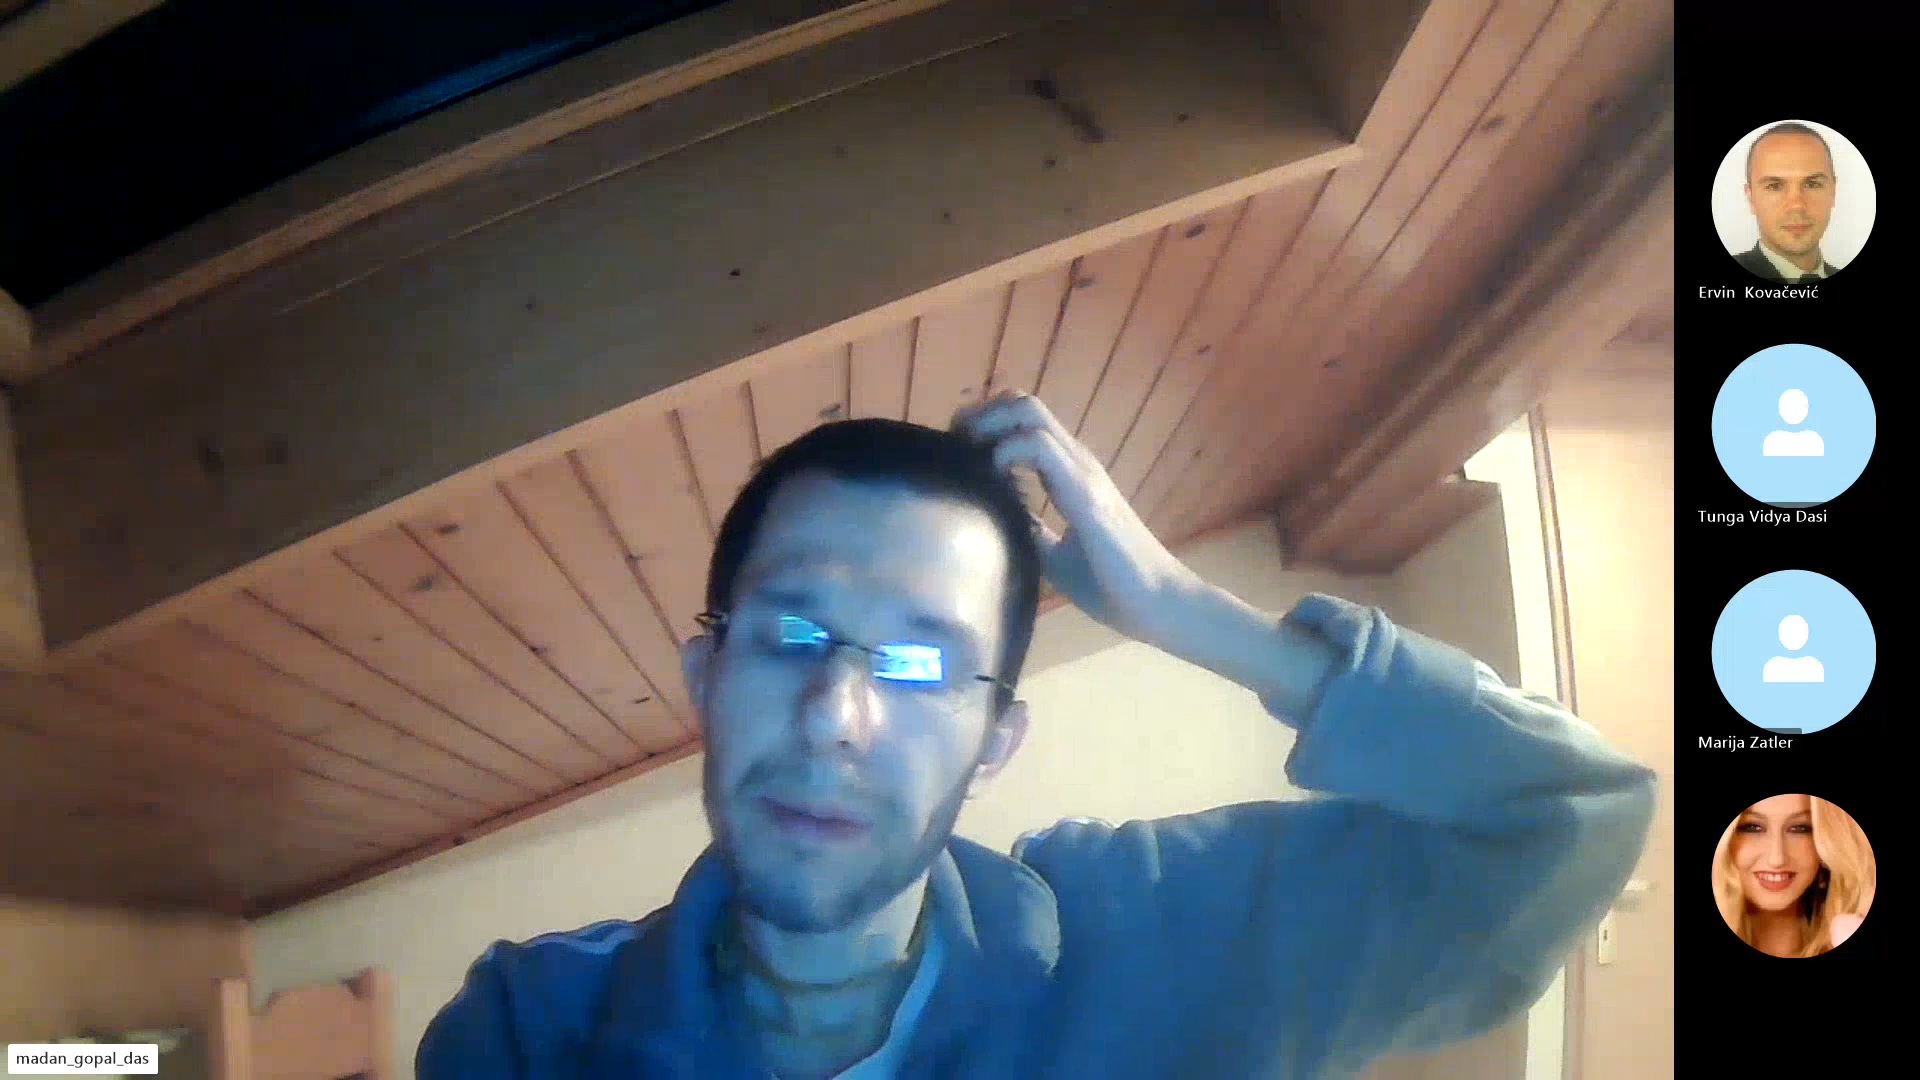 Ervin  Kovačević
Tunga Vidya Dasi
Marija Zatler
madan_gopal_das